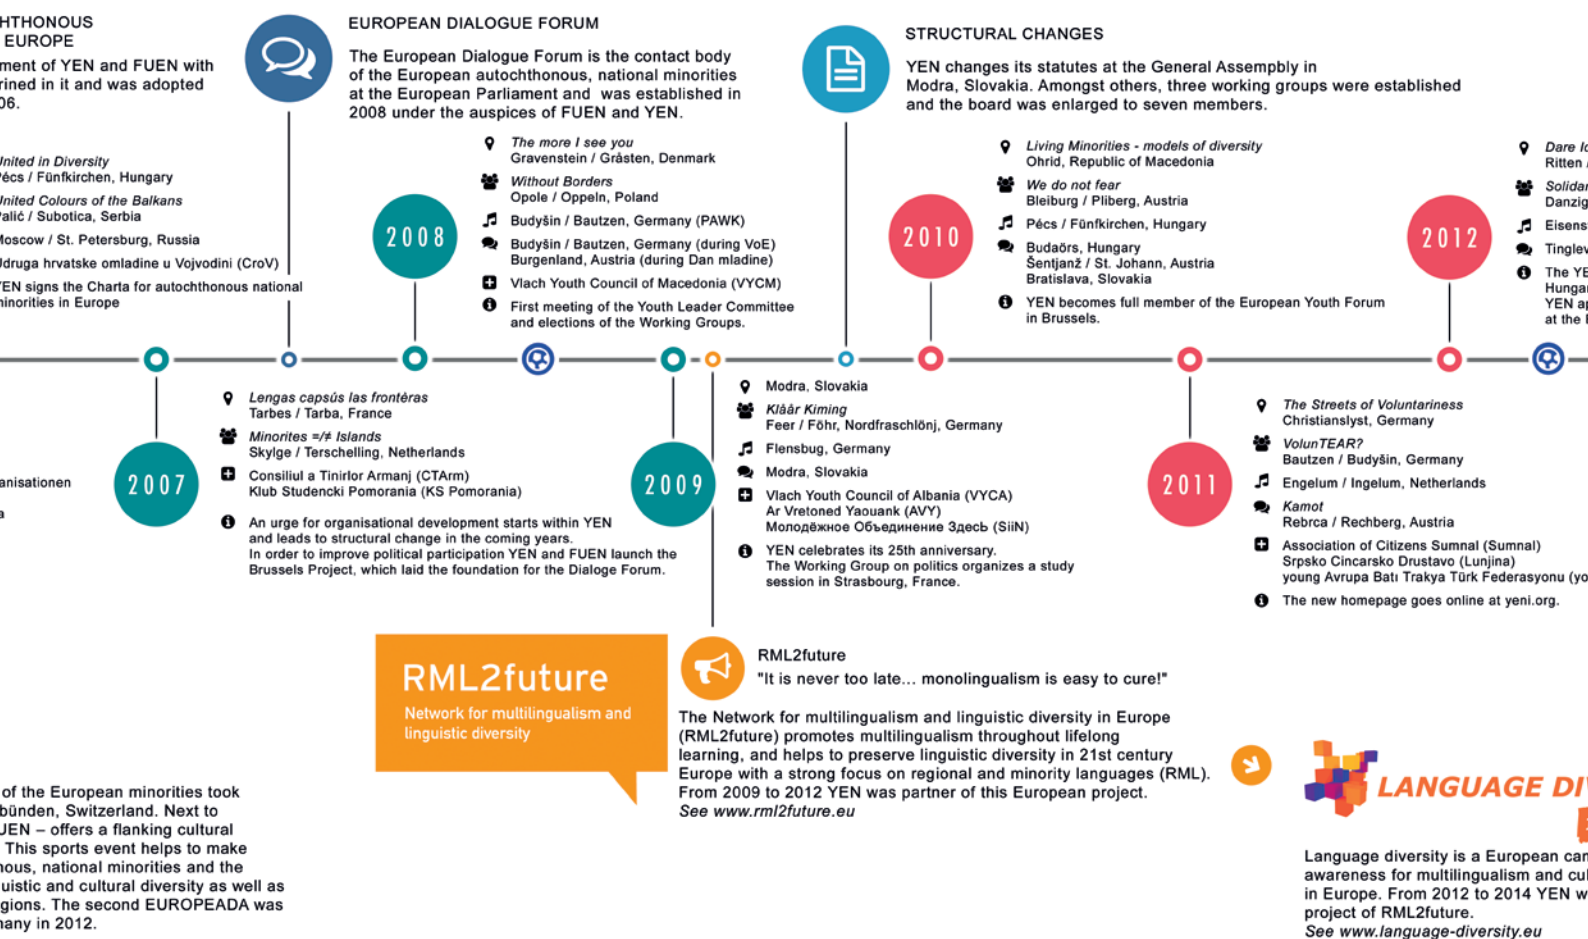 HTHONOUS
EUROPE
ment of YEN and FUEN with
rined in it and was adopted
06.
United in Diversity
Pécs / Fünfkirchen, Hungary
United Colours of the Balkans
Palić / Subotica, Serbia
Moscow / St. Petersburg, Russia
Udruga hrvatske omladine u Vojvodini (CroV)
YEN signs the Charta for autochthonous national
minorities in Europe
EUROPEAN DIALOGUE FORUM
The European Dialogue Forum is the contact body
of the European autochthonous, national minorities
at the European Parliament and was established in
2008 under the auspices of FUEN and YEN.
2008
The more I see you
Gravenstein / Gråsten, Denmark
Without Borders
Opole / Oppeln, Poland
Budyšin / Bautzen, Germany (PAWK)
Budyšin / Bautzen, Germany (during VoE)
Burgenland, Austria (during Dan mladine)
Vlach Youth Council of Macedonia (VYCM)
First meeting of the Youth Leader Committee
and elections of the Working Groups.
STRUCTURAL CHANGES
YEN changes its statutes at the General Assempbly in
Modra, Slovakia. Amongst others, three working groups were established
and the board was enlarged to seven members.
2010
Living Minorities - models of diversity
Ohrid, Republic of Macedonia
We do not fear
Bleiburg / Pliberg, Austria
Pécs / Fünfkirchen, Hungary
Budaörs, Hungary
Šentjanž / St. Johann, Austria
Bratislava, Slovakia
YEN becomes full member of the European Youth Forum
in Brussels.
2012
Dare
Ritten /
Solidar
Danzig
Eisens
Tinglev
The YE
Hungar
YEN ap
at the
anisationen
a
2007
Lengas capsús las frontéras
Tarbes / Tarba, France
Minorites =/≠ Islands
Skylge / Terschelling, Netherlands
Consiliul a Tinirlor Armanj (CTArm)
Klub Studencki Pomorania (KS Pomorania)
An urge for organisational development starts within YEN
and leads to structural change in the coming years.
In order to improve political participation YEN and FUEN launch the
Brussels Project, which laid the foundation for the Dialoge Forum.
2009
Modra, Slovakia
Klåår Kiming
Feer / Föhr, Nordfraschlönj, Germany
Flensbug, Germany
Modra, Slovakia
Vlach Youth Council of Albania (VYCA)
Ar Vretoned Yaouank (AVY)
Молодёжное Объединение ЗдесЬ (SiiN)
YEN celebrates its 25th anniversary.
The Working Group on politics organizes a study
session in Strasbourg, France.
2011
The Streets of Voluntariness
Christianslyst, Germany
VolunTEAR?
Bautzen / Budyšin, Germany
Engelum / Ingelum, Netherlands
Kamot
Rebrca / Rechberg, Austria
Association of Citizens Sumnal (Sumnal)
Srpsko Cincarsko Drustavo (Lunjina)
young Avrupa Batı Trakya Türk Federasyonu (yo
The new homepage goes online at yeni.org.
RML2future
Network for multilingualism and
linguistic diversity
RML2future
"It is never too late... monolingualism is easy to cure!"
The Network for multilingualism and linguistic diversity in Europe
(RML2future) promotes multilingualism throughout lifelong
learning, and helps to preserve linguistic diversity in 21st century
Europe with a strong focus on regional and minority languages (RML).
From 2009 to 2012 YEN was partner of this European project.
See www.rml2future.eu
of the European minorities took
bünden, Switzerland. Next to
UEN – offers a flanking cultural
This sports event helps to make
nous, national minorities and the
uistic and cultural diversity as well as
gions. The second EUROPEADA was
many in 2012.
LANGUAGE DI
Language diversity is a European cam
awareness for multilingualism and cul
in Europe. From 2012 to 2014 YEN w
project of RML2future.
See www.language-diversity.eu